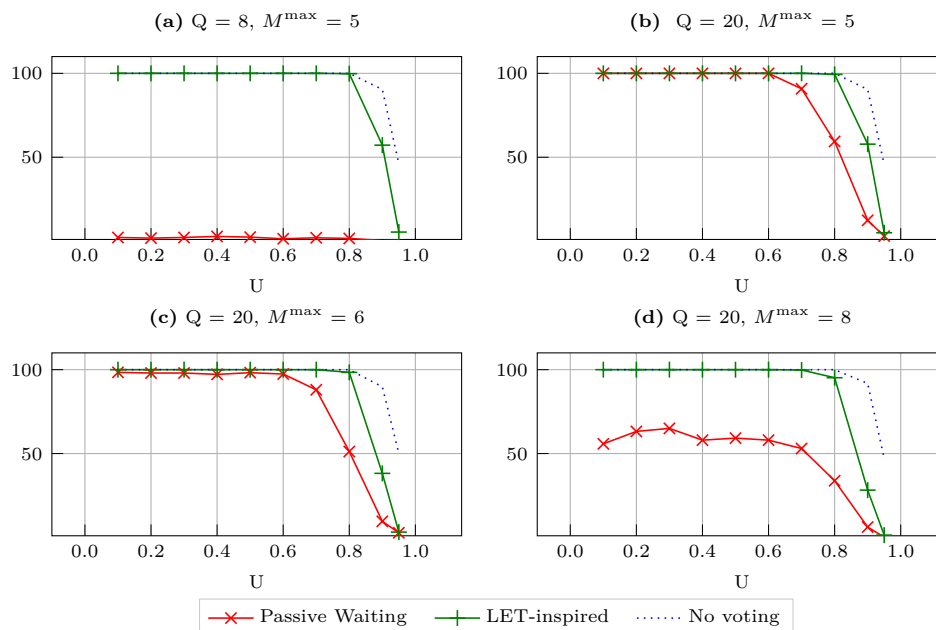 (a) Q = 8, M^max = 5
(b) Q = 20, M^max = 5
100
50
0.0 0.2 0.4 0.6 0.8 1.0
U
100
50
0.0 0.2 0.4 0.6 0.8 1.0
U
(c) Q = 20, M^max = 6
(d) Q = 20, M^max = 8
100
50
0.0 0.2 0.4 0.6 0.8 1.0
U
100
50
0.0 0.2 0.4 0.6 0.8 1.0
U
Passive Waiting LET-inspired No voting